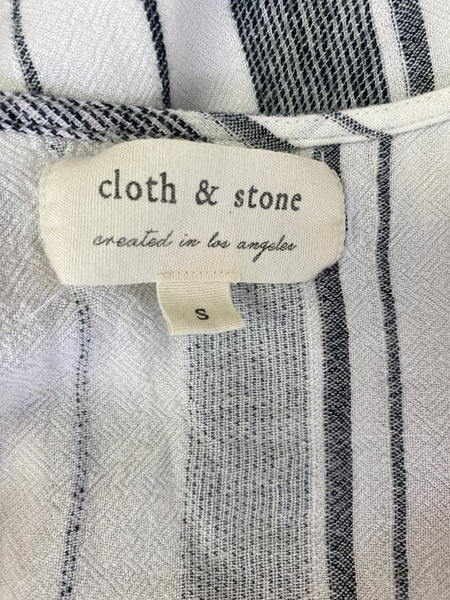 cloth & stone
created in los angeles
S